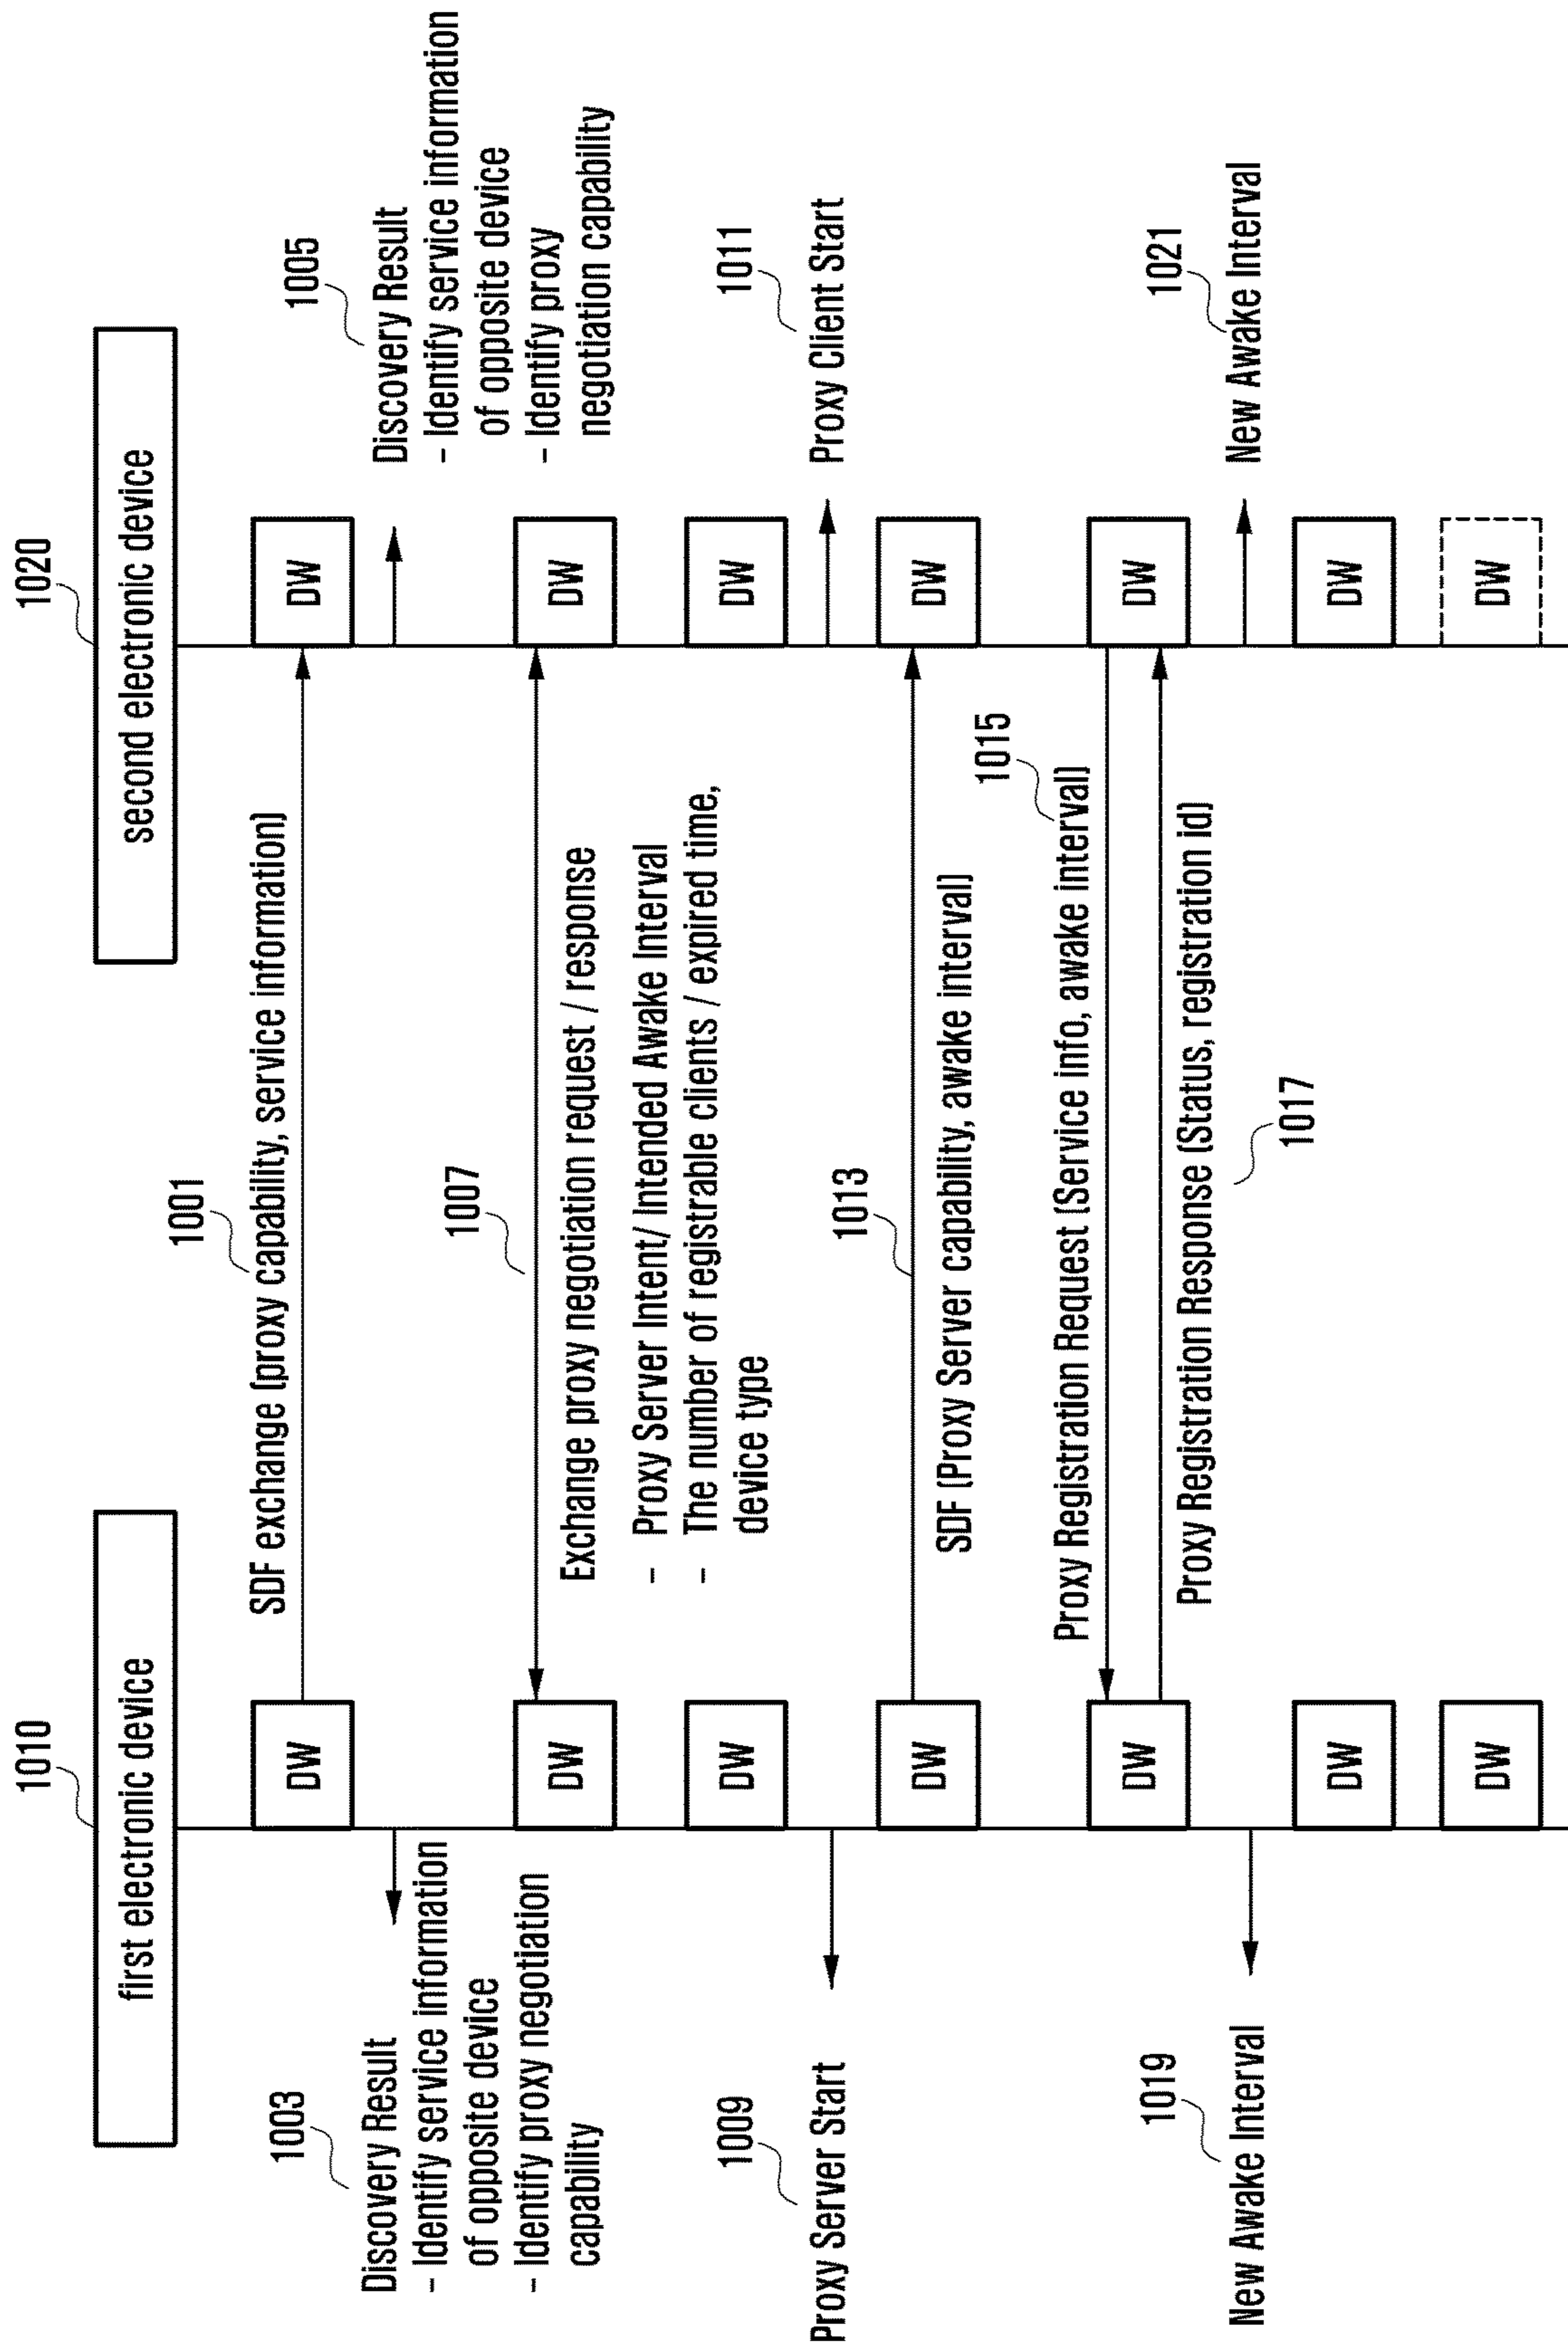 1010
1020
first electronic device
second electronic device
1001
SDF exchange (proxy capability, service information)
DW
DW
1003
Discovery Result
- Identify service information
of opposite device
- Identify proxy negotiation
capability
1005
Discovery Result
- Identify service information
of opposite device
- Identify proxy
negotiation capability
1007
DW
DW
Exchange proxy negotiation request / response
- Proxy Server Intent/ Intended Awake Interval
- The number of registrable clients / expired time,
device type
DW
DW
1009
Proxy Server Start
1011
Proxy Client Start
1013
DW
DW
SDF (Proxy Server capability, awake interval)
1015
Proxy Registration Request (Service info, awake interval)
DW
DW
Proxy Registration Response (Status, registration id)
1017
1019
New Awake Interval
1021
New Awake Interval
DW
DW
DW
DW